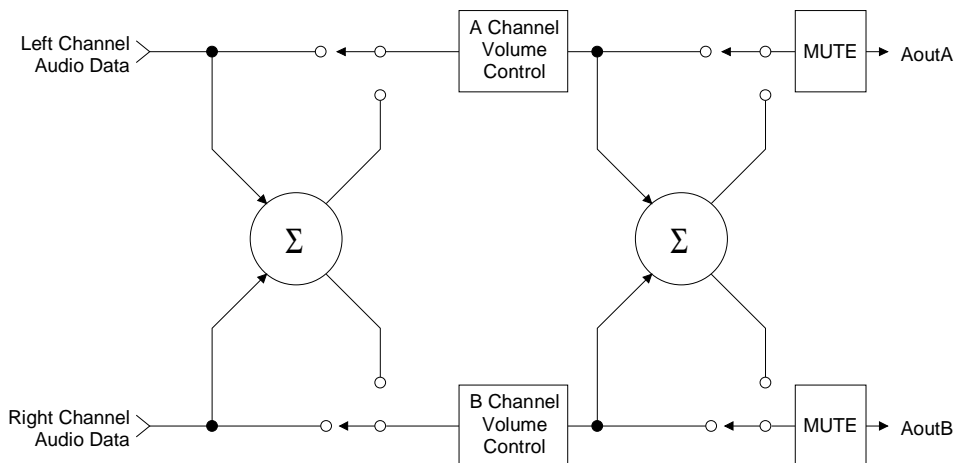 Left Channel
Audio Data
A Channel
Volume
Control
MUTE
AoutA
Σ
Σ
Right Channel
Audio Data
B Channel
Volume
Control
MUTE
AoutB